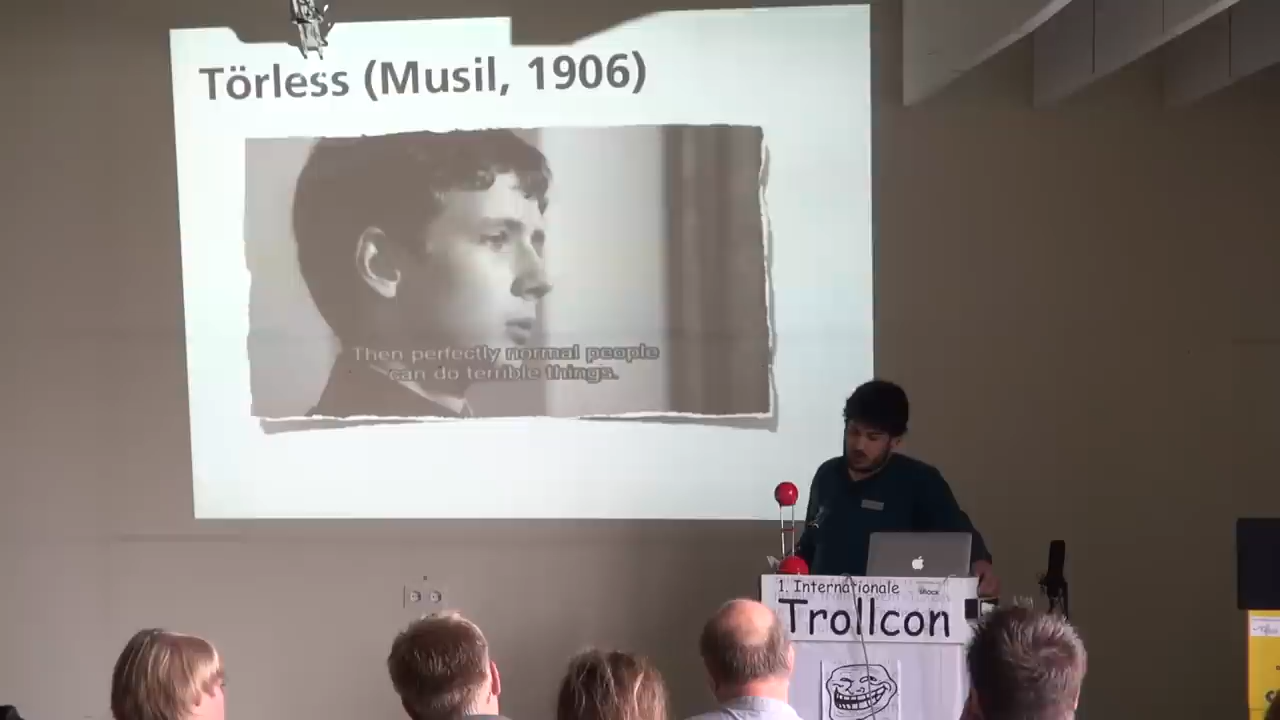 Törless (Musil, 1906)
Then perfectly normal people
can do terrible things.
1. Internationale
Trollcon